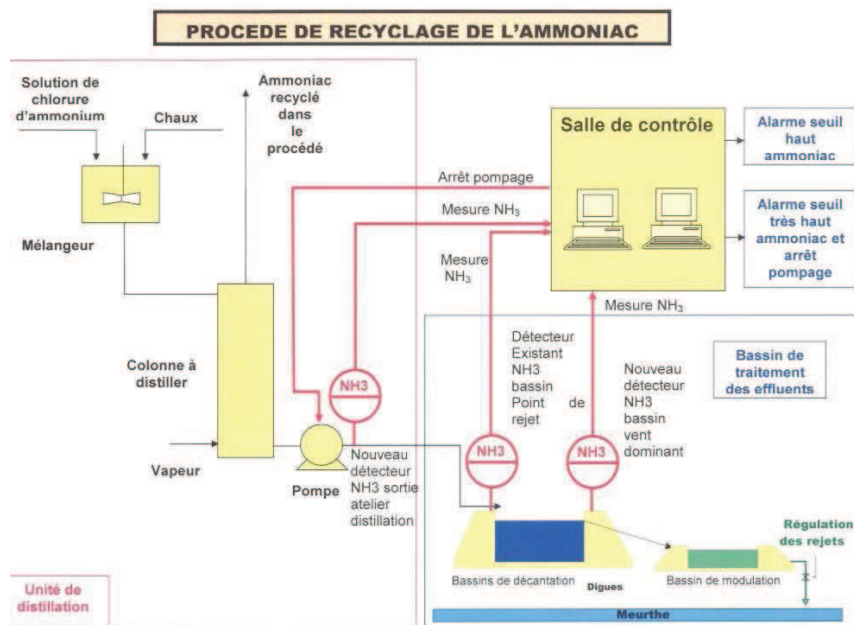 PROCEDE DE RECYCLAGE DE L'AMMONIAC
Solution de
chlorure
d'ammonium
Chaux
Ammoniac
recyclé
dans
le
procédé
Mélangeur
Salle de contrôle
Alarme seuil
haut
ammoniac
Alarme seuil
très haut
ammoniac et
arrêt
pompage
Arrêt pompage
Mesure NH3
Mesure
NH3
Mesure NH3
Colonne à
distiller
Vapeur
Pompe
NH3
Nouveau
détecteur
NH3 sortie
atelier
distillation
Détecteur
Existant
NH3
bassin
Point de
rejet
NH3
Nouveau
détecteur
NH3
bassin
vent
dominant
NH3
Bassin de
traitement
des effluents
Régulation
des rejets
Bassins de décantation
Digues
Bassin de modulation
Meurthe
Unité de
distillation